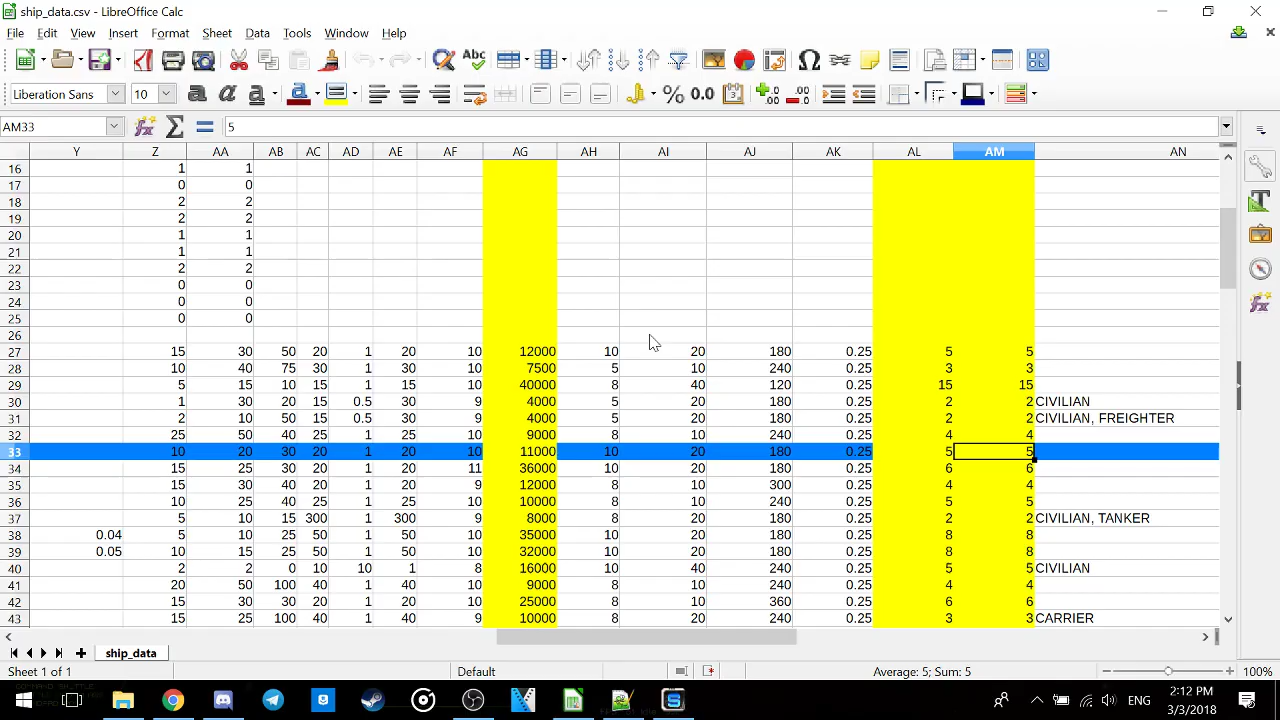 ship_data.csv - LibreOffice Calc
File Edit View Insert Format Sheet Data Tools Window Help
Liberation Sans 10
AM33 5
Y Z AA AB AC AD AE AF AG AH AI AJ AK AL AM AN
16 1 1
17 0 0
18 2 2
19 2 2
20 1 1
21 1 1
22 2 2
23 0 0
24 0 0
25 0 0
26
27 15 30 50 20 1 20 10 12000 10 20 180 0.25 5 5
28 10 40 75 30 1 30 10 7500 5 10 240 0.25 3 3
29 5 15 10 15 1 15 10 40000 8 40 120 0.25 15 15
30 1 30 20 15 0.5 30 9 4000 5 20 180 0.25 2 2 CIVILIAN
31 2 10 50 15 0.5 30 9 4000 5 20 180 0.25 2 2 CIVILIAN, FREIGHTER
32 25 50 40 25 1 25 10 9000 8 10 240 0.25 4 4
33 10 20 30 20 1 20 10 11000 10 20 180 0.25 5 5
34 15 25 30 20 1 20 11 36000 10 20 180 0.25 6 6
35 15 30 40 20 1 20 9 12000 8 10 300 0.25 4 4
36 10 25 40 25 1 25 10 10000 8 10 240 0.25 5 5
37 5 10 15 300 1 300 9 8000 8 20 180 0.25 2 2 CIVILIAN, TANKER
38 0.04 5 10 25 50 1 50 10 35000 10 20 180 0.25 8 8
39 0.05 10 15 25 50 1 50 10 32000 10 20 180 0.25 8 8
40 2 2 0 10 10 1 8 16000 10 40 240 0.25 5 5 CIVILIAN
41 20 50 100 40 1 40 10 9000 8 10 240 0.25 4 4
42 15 30 30 20 1 20 10 25000 10 10 360 0.25 6 6
43 15 25 100 40 1 40 9 10000 8 20 240 0.25 3 3 CARRIER
ship_data
Sheet 1 of 1 Default Average: 5; Sum: 5 100%
ENG 2:12 PM
3/3/2018